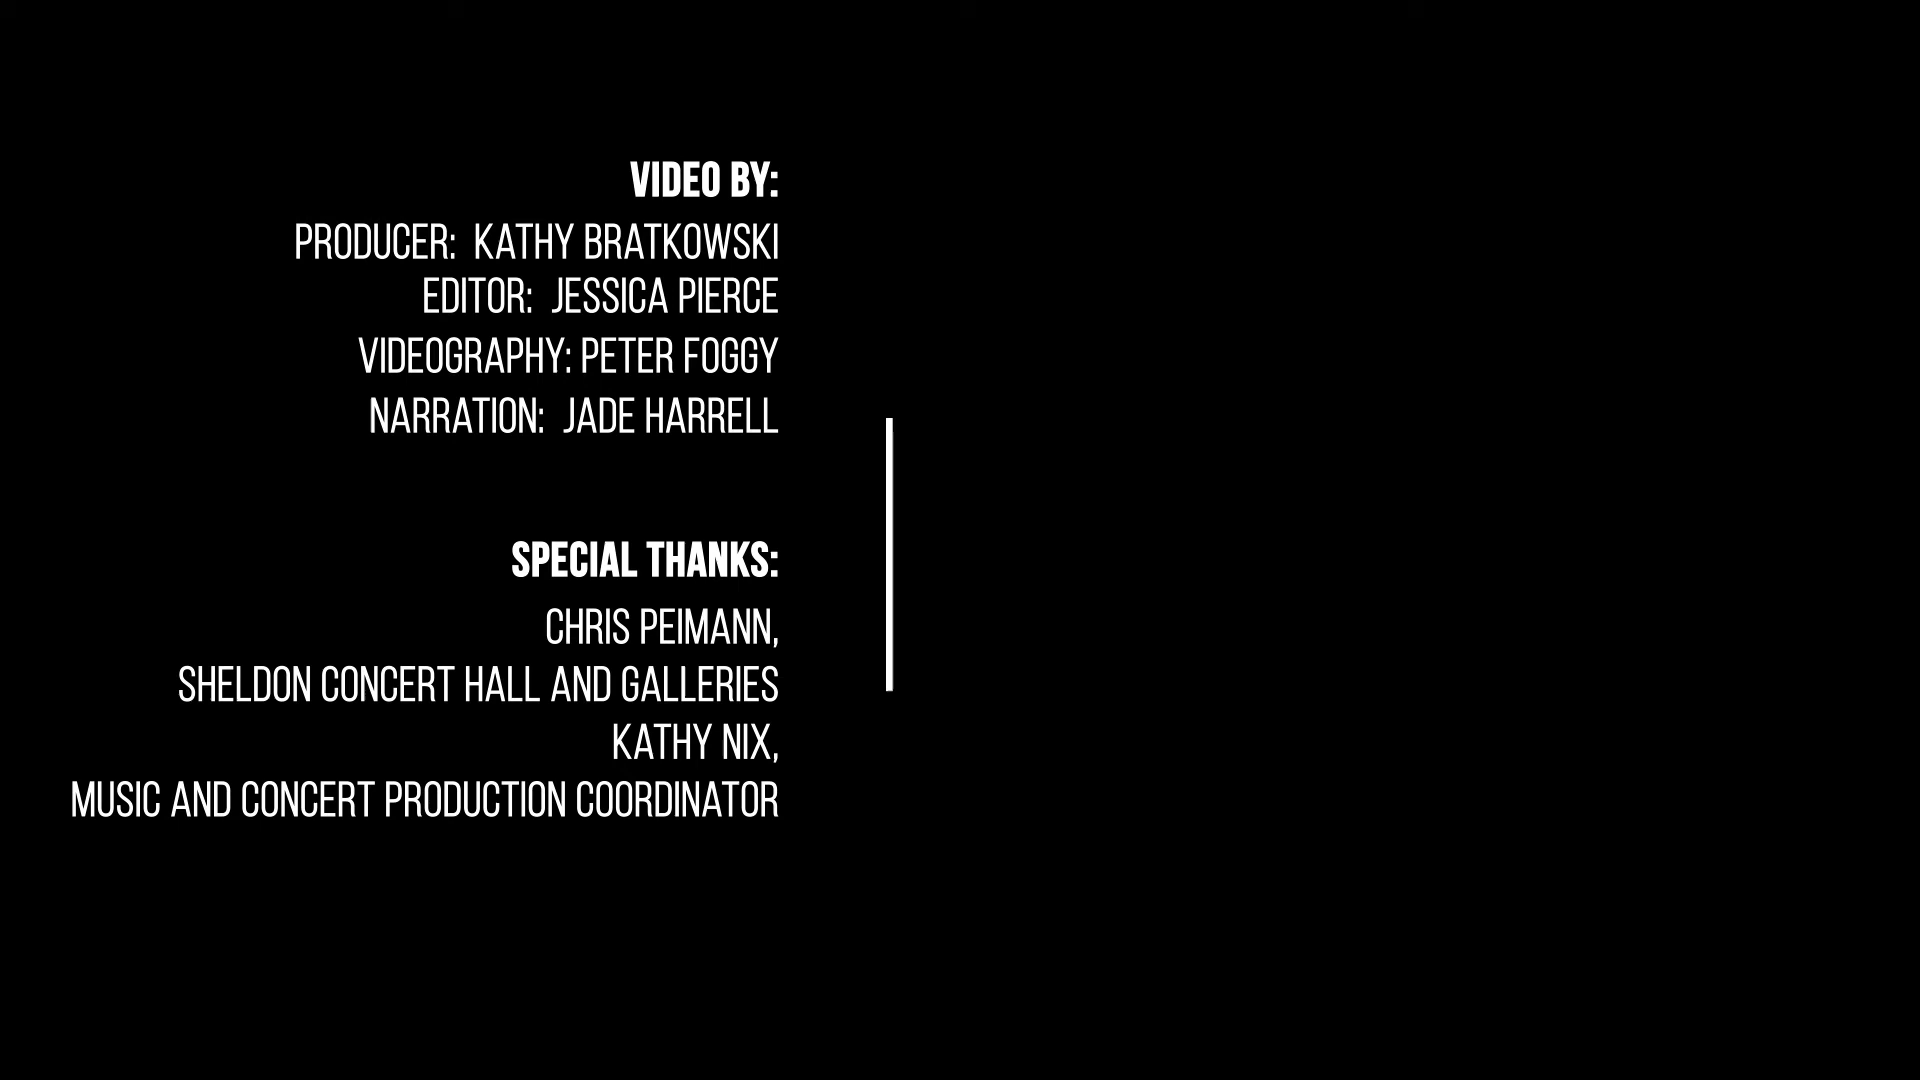 VIDEO BY:
PRODUCER: KATHY BRATKOWSKI
EDITOR: JESSICA PIERCE
VIDEOGRAPHY: PETER FOGGY
NARRATION: JADE HARRELL
SPECIAL THANKS:
CHRIS PEIMANN,
SHELDON CONCERT HALL AND GALLERIES
KATHY NIX,
MUSIC AND CONCERT PRODUCTION COORDINATOR